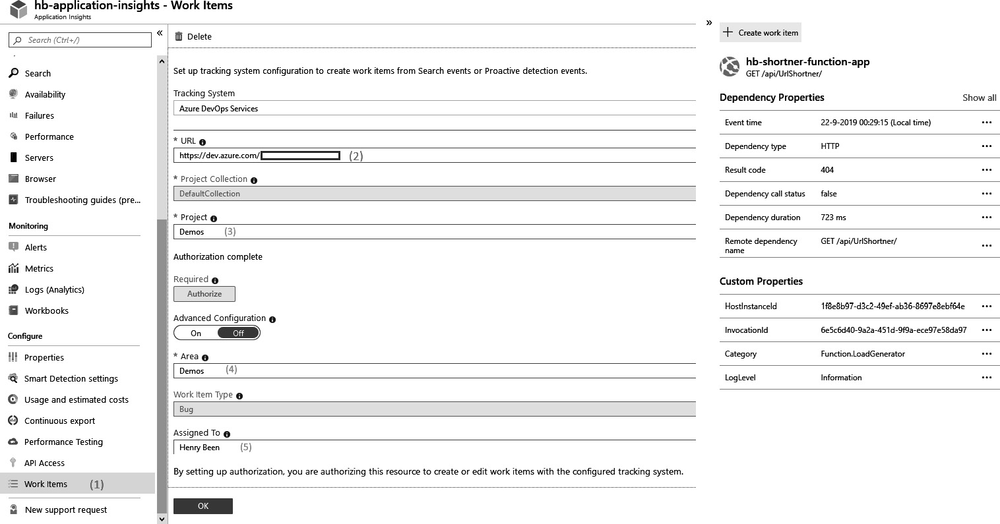 hb-application-insights - Work Items
Application Insights
Search (Ctrl+/)
«
Search
Availability
Failures
Performance
Servers
Browser
Troubleshooting guides (pre...
Monitoring
Alerts
Metrics
Logs (Analytics)
Workbooks
Configure
Properties
Smart Detection settings
Usage and estimated costs
Continuous export
Performance Testing
API Access
Work Items (1)
New support request
Delete
Set up tracking system configuration to create work items from Search events or Proactive detection events.
Tracking System
Azure DevOps Services
* URL
https://dev.azure.com/ (2)
* Project Collection
DefaultCollection
* Project
Demos (3)
Authorization complete
Required
Authorize
Advanced Configuration
On Off
* Area
Demos (4)
Work Item Type
Bug
Assigned To
Henry Been (5)
By setting up authorization, you are authorizing this resource to create or edit work items with the configured tracking system.
OK
»
Create work item
hb-shortner-function-app
GET /api/UrlShortner/
Dependency Properties Show all
Event time 22-9-2019 00:29:15 (Local time) •••
Dependency type HTTP •••
Result code 404 •••
Dependency call status false •••
Dependency duration 723 ms •••
Remote dependency GET /api/UrlShortner/ •••
name
Custom Properties
HostInstanceId 1f8e8b97-d3c2-49ef-ab36-8697e8ebf64e •••
InvocationId 6e5c6d40-9a2a-451d-9f9a-ece97e58da97 •••
Category Function.LoadGenerator •••
LogLevel Information •••